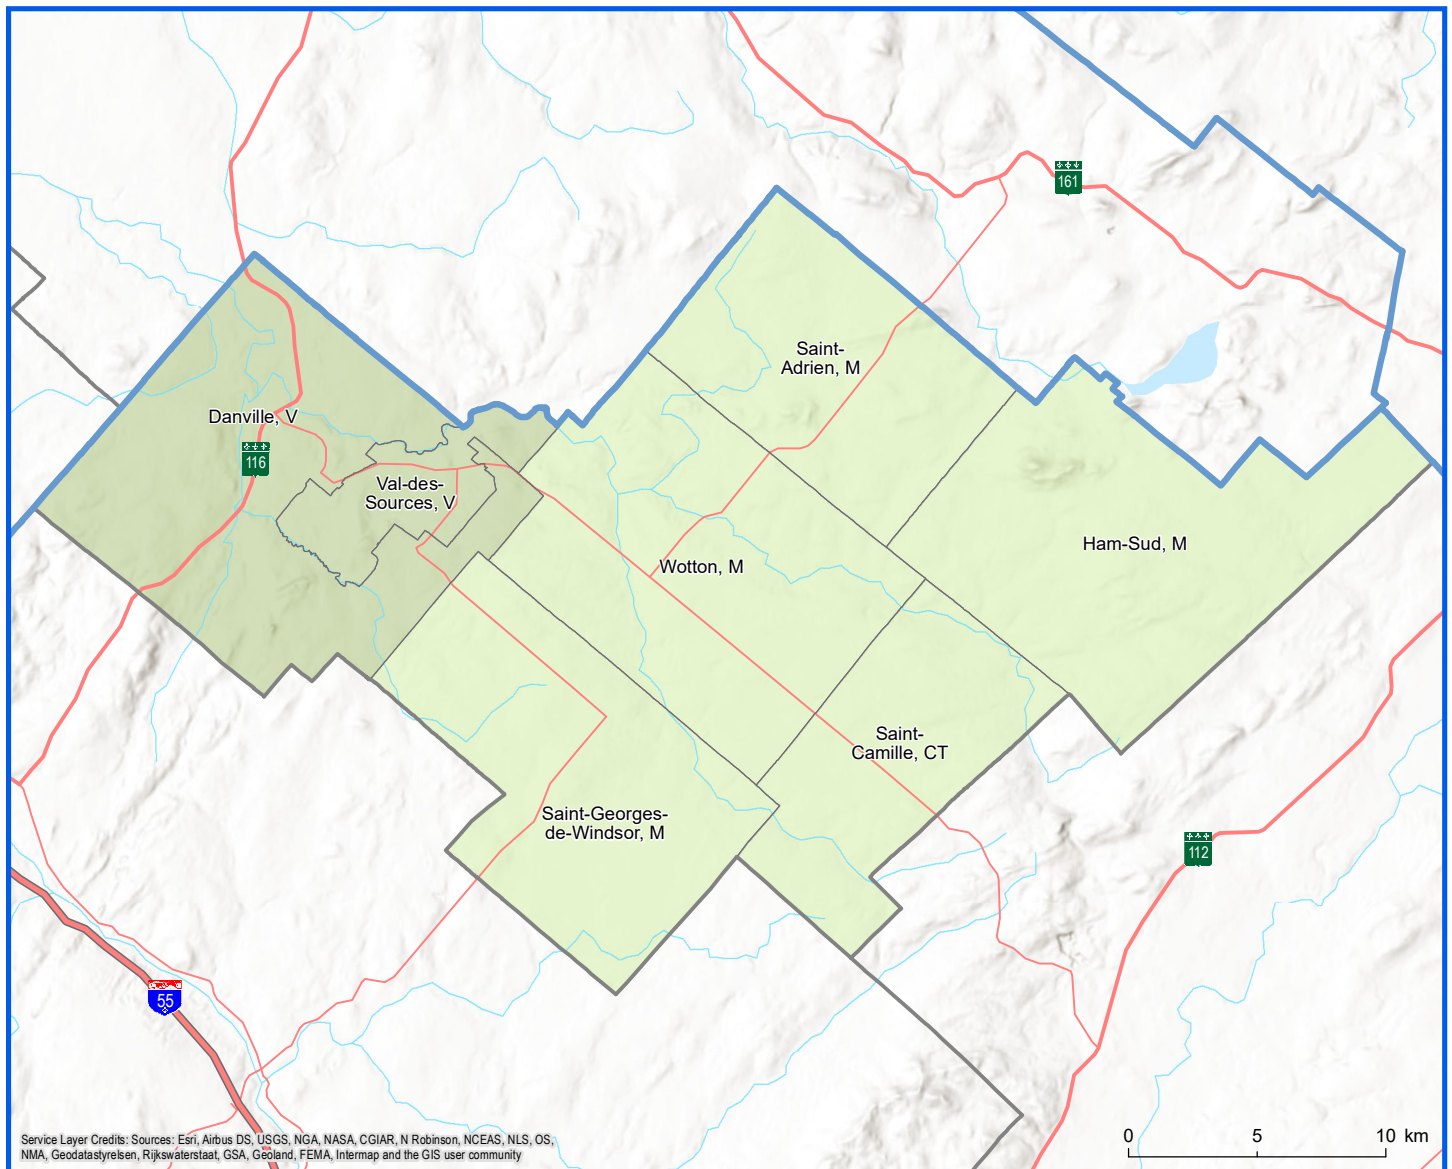 161
Saint-
Adrien, M
Danville, V
116
Val-des-
Sources, V
Ham-Sud, M
Wotton, M
Saint-
Camille, CT
Saint-Georges-
de-Windsor, M
112
55
Service Layer Credits: Sources: Esri, Airbus DS, USGS, NGA, NASA, CGIAR, N Robinson, NCEAS, NLS, OS,
NMA, Geodatastyrelsen, Rijkswaterstaat, GSA, Geoland, FEMA, Intermap and the GIS user community
0 5 10 km